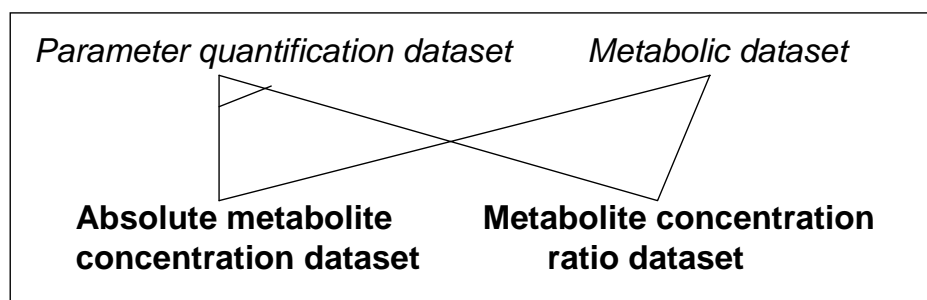 Parameter quantification dataset
Metabolic dataset
Absolute metabolite
concentration dataset
Metabolite concentration
ratio dataset